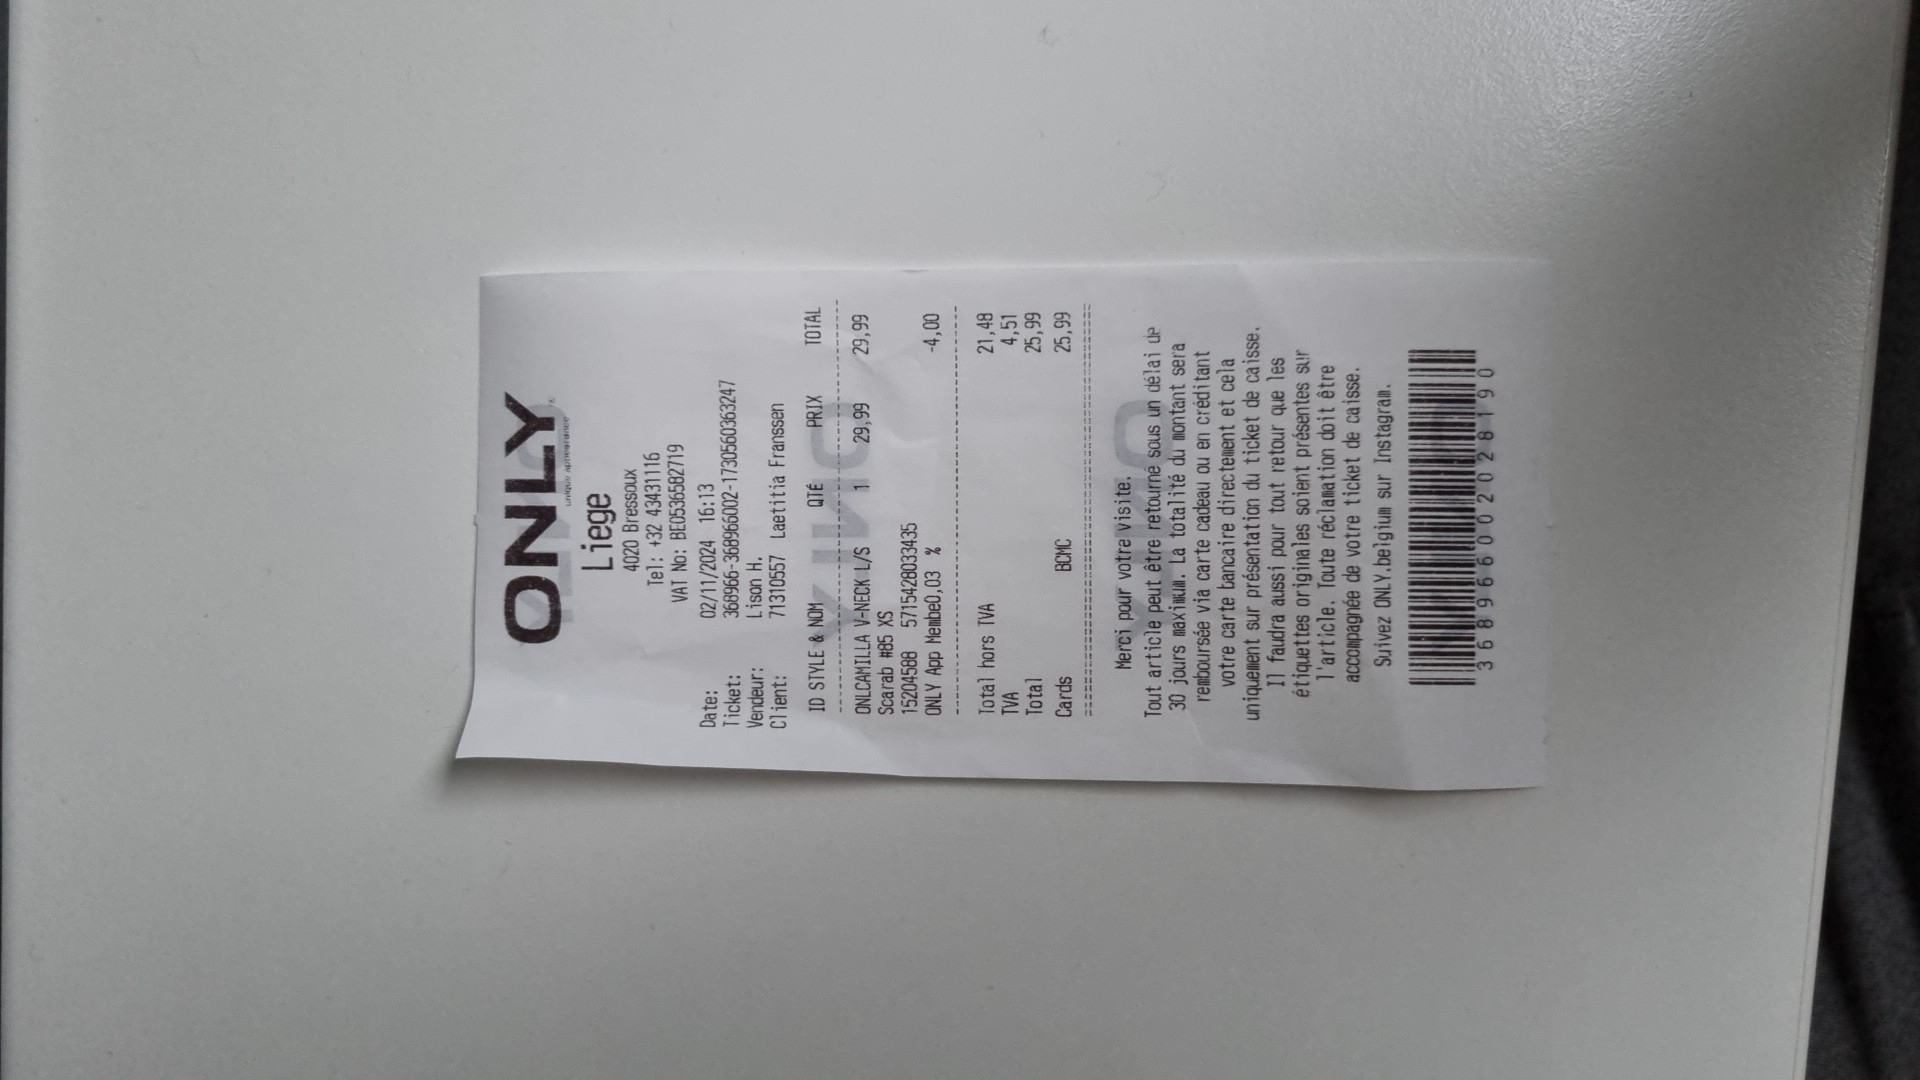 ONLY
Liege
4020 Bressoux
Tel: +32 43431116
VAT No: BE0536582719
Date: 02/11/2024 16:13
Ticket: 368966-368966002-1730560363247
Vendeur: Lison H.
Client: 71310557 Laetitia Franssen
ID STYLE & NOM QTÉ PRIX TOTAL
ONLCAMILLA V-NECK L/S 1 29,99 29,99
Scarab #85 XS
15204588 5715428033435
ONLY App Membe0,03 % -4,00
Total hors TVA 21,48
TVA 4,51
Total 25,99
Cards BCMC 25,99
Merci pour votre Visite.
Tout article peut être retourné sous un délai de
30 jours maximum. La totalité du montant sera
remboursée via carte cadeau ou en créditant
votre carte bancaire directement et cela
uniquement sur présentation du ticket de caisse.
Il faudra aussi pour tout retour que les
étiquettes originales soient présentes sur
l'article. Toute réclamation doit être
accompagnée de votre ticket de caisse.
Suivez ONLY.belgium sur Instagram.
3689660020028190